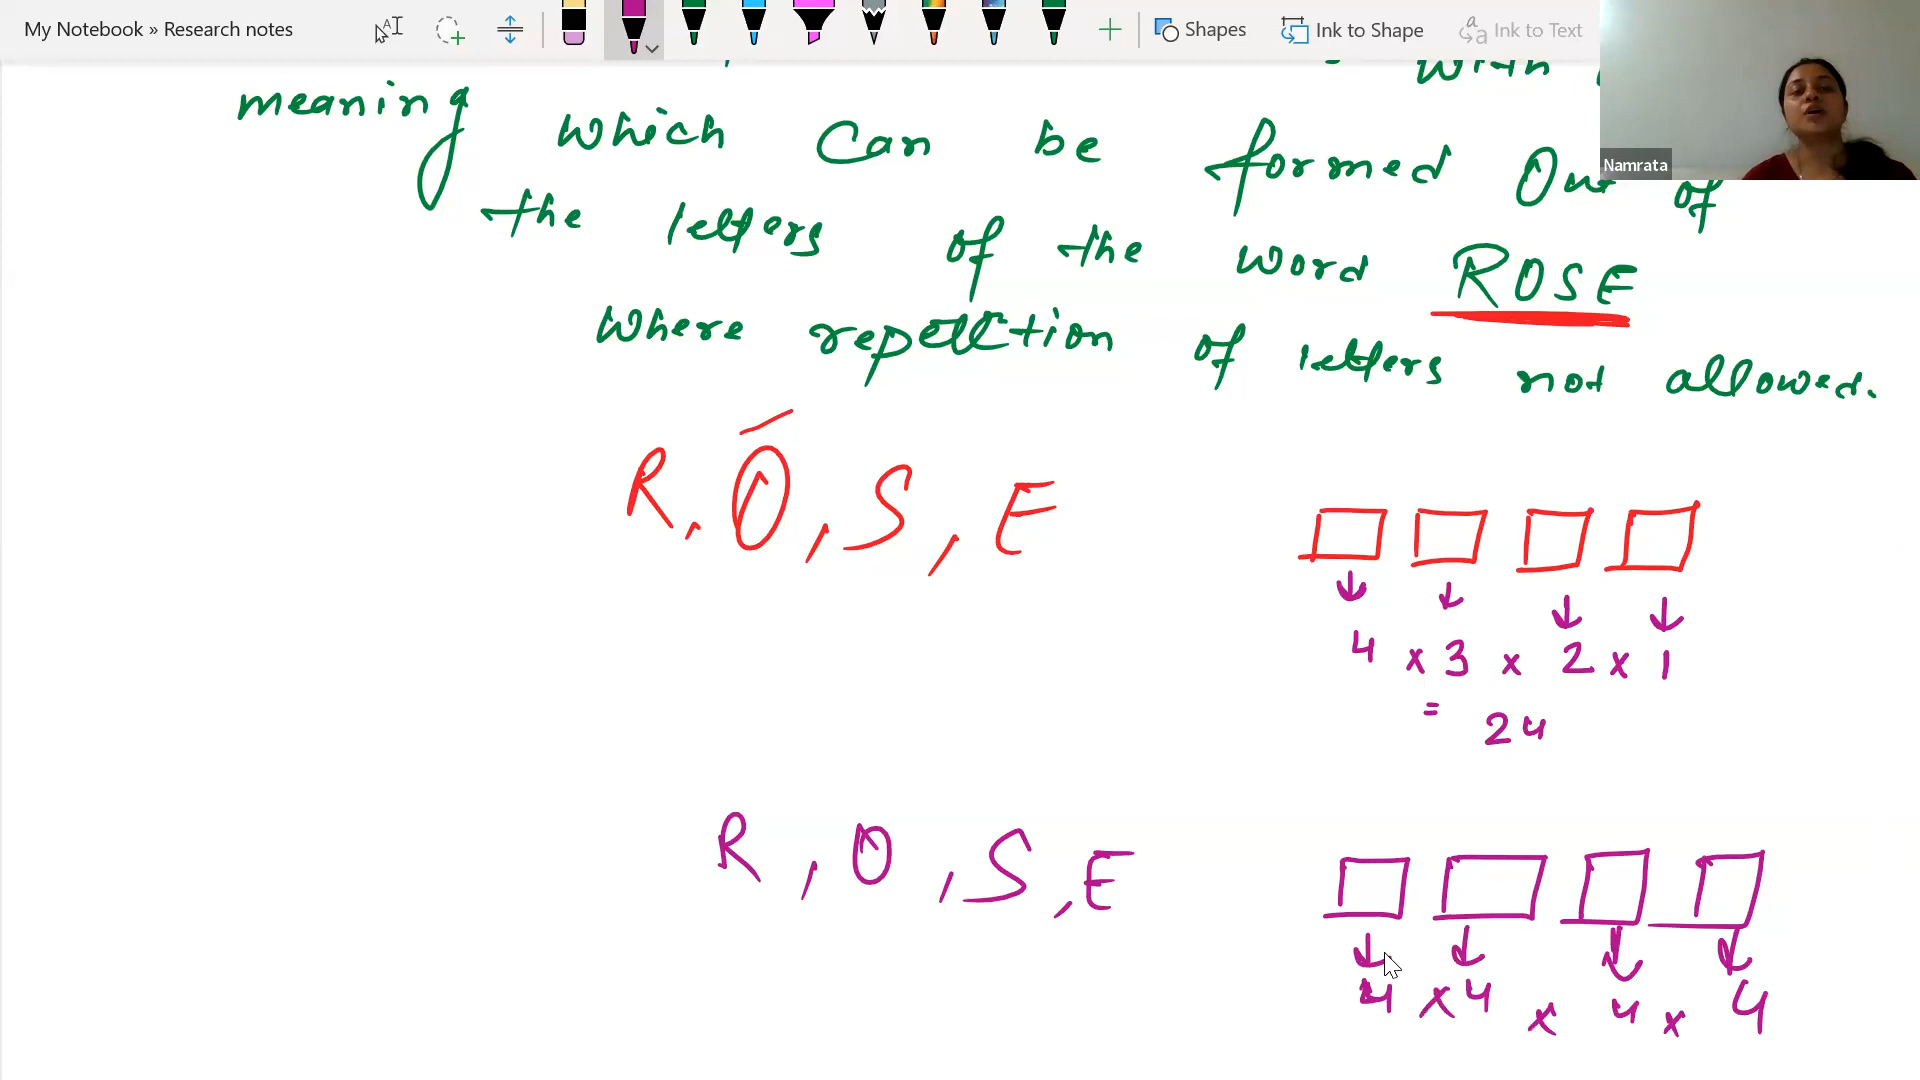 My Notebook » Research notes
Shapes
Ink to Shape
Ink to Text
Namrata
with
meaning which can be formed Out of
the letters of the word ROSE
where repetition of letters not allowed.
R, O, S, E
4 x 3 x 2 x 1
= 24
R, O, S, E
4 x 4 x 4 x 4